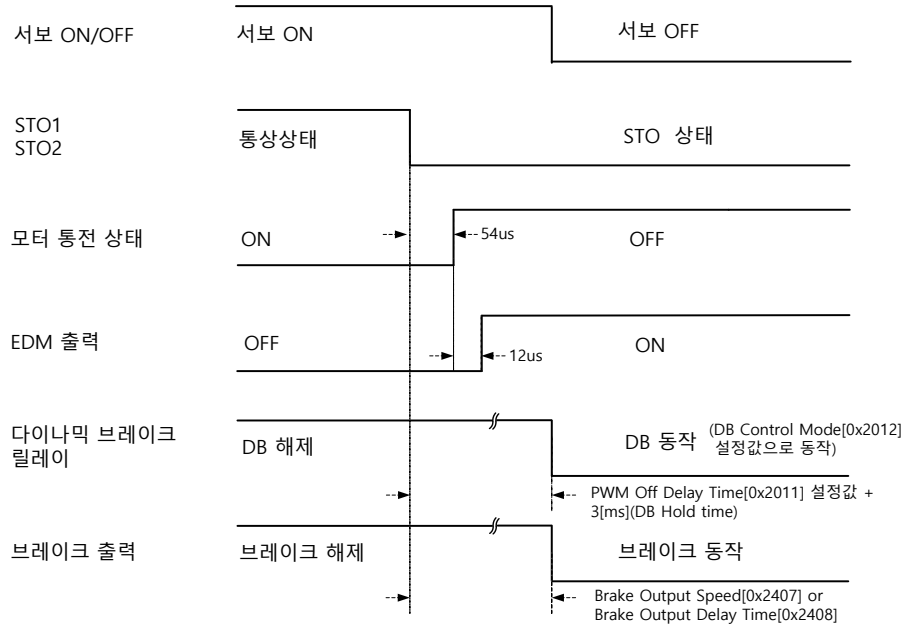 서보 ON/OFF
서보 ON
서보 OFF
STO1
STO2
통상상태
STO 상태
모터 통전 상태
ON
54us
OFF
EDM 출력
OFF
12us
ON
다이나믹 브레이크
릴레이
DB 해제
DB 동작
(DB Control Mode[0x2012]
설정값으로 동작)
PWM Off Delay Time[0x2011] 설정값 +
3[ms](DB Hold time)
브레이크 출력
브레이크 해제
브레이크 동작
Brake Output Speed[0x2407] or
Brake Output Delay Time[0x2408]